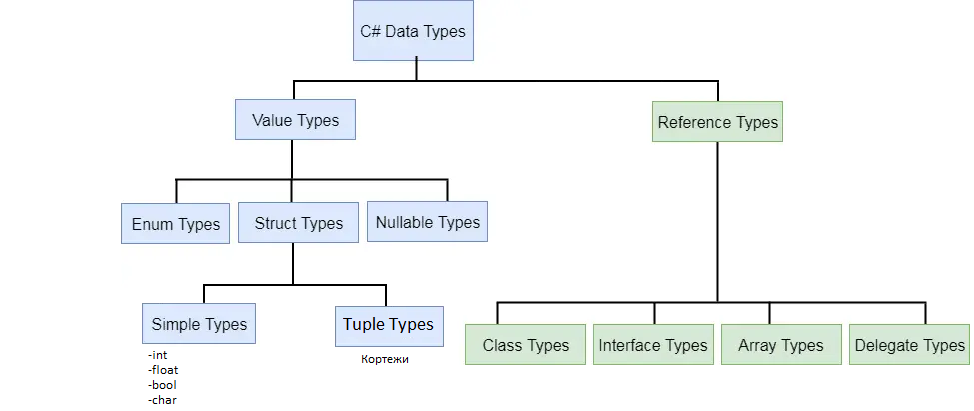 C# Data Types
Value Types
Reference Types
Enum Types
Struct Types
Nullable Types
Simple Types
Tuple Types
Class Types
Interface Types
Array Types
Delegate Types
-int
-float
-bool
-char
Кортежи